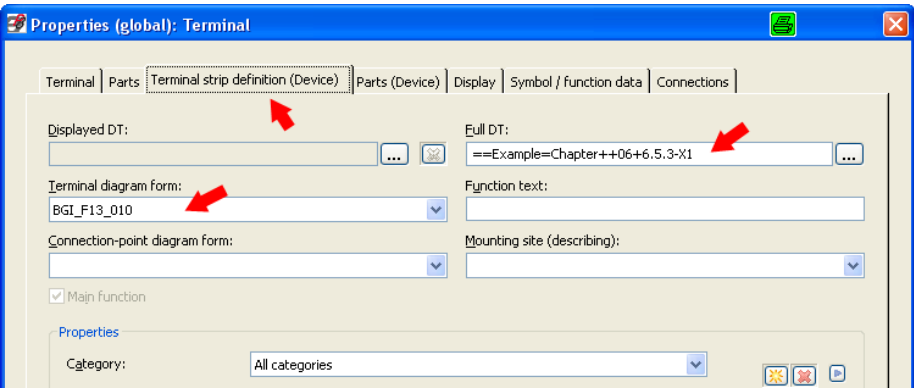 Properties (global): Terminal
Terminal Parts Terminal strip definition (Device) Parts (Device) Display Symbol / function data Connections
Displayed DT:
Full DT:
...
==Example=Chapter++06+6.5.3-X1
...
Terminal diagram form:
Function text:
BGI_F13_010
Connection-point diagram form:
Mounting site (describing):
Main function
Properties
Category:
All categories